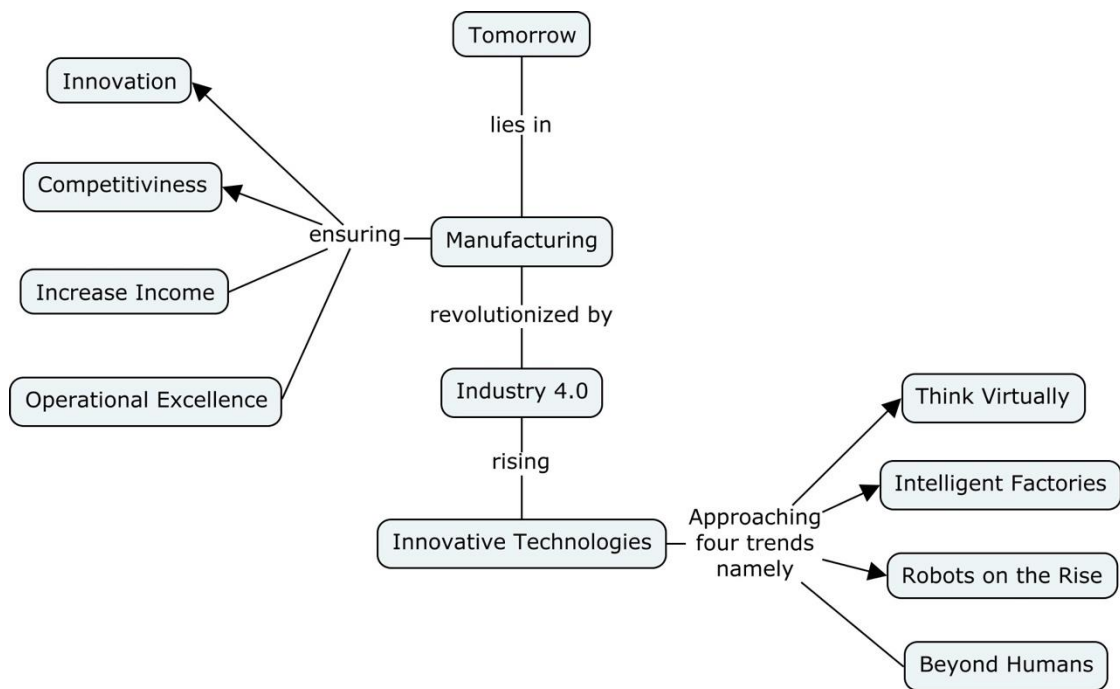 Tomorrow
Innovation
lies in
Competitiviness
ensuring
Manufacturing
Increase Income
revolutionized by
Operational Excellence
Industry 4.0
Think Virtually
rising
Intelligent Factories
Innovative Technologies
Approaching
four trends
namely
Robots on the Rise
Beyond Humans